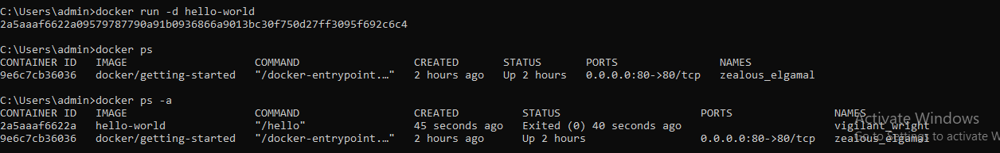 C:\Users\admin>docker run -d hello-world
2a5aaaf6622a09579787790a91b0936866a9013bc30f750d27ff3095f692c6c4
C:\Users\admin>docker ps
CONTAINER ID   IMAGE                    COMMAND                  CREATED       STATUS       PORTS                NAMES
9e6c7cb36036   docker/getting-started   "/docker-entrypoint.…"   2 hours ago   Up 2 hours   0.0.0.0:80->80/tcp   zealous_elgamal
C:\Users\admin>docker ps -a
CONTAINER ID   IMAGE                    COMMAND                  CREATED          STATUS                      PORTS                NAMES
2a5aaaf6622a   hello-world              "/hello"                 45 seconds ago   Exited (0) 40 seconds ago                        vigilant_wright
9e6c7cb36036   docker/getting-started   "/docker-entrypoint.…"   2 hours ago      Up 2 hours                  0.0.0.0:80->80/tcp   zealous_elgamal
Activate Windows
Go to Settings to activate W